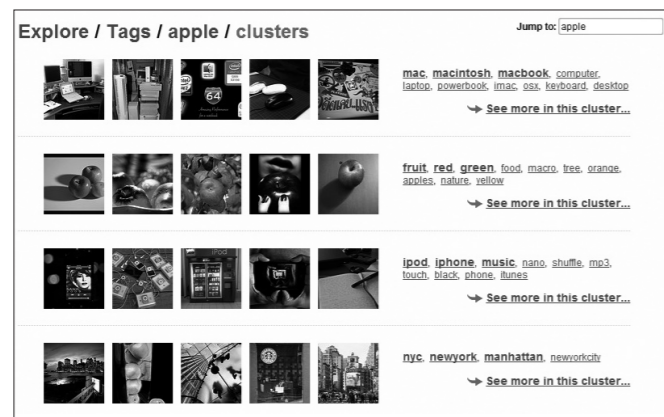 Explore / Tags / apple / clusters
Jump to: apple
mac, macintosh, macbook, computer,
laptop, powerbook, imac, osx, keyboard, desktop
See more in this cluster...
64
fruit, red, green, food, macro, tree, orange,
apples, nature, yellow
See more in this cluster...
iPod
ipod, iphone, music, nano, shuffle, mp3,
touch, black, phone, itunes
See more in this cluster...
nyc, newyork, manhattan, newyorkcity
See more in this cluster...